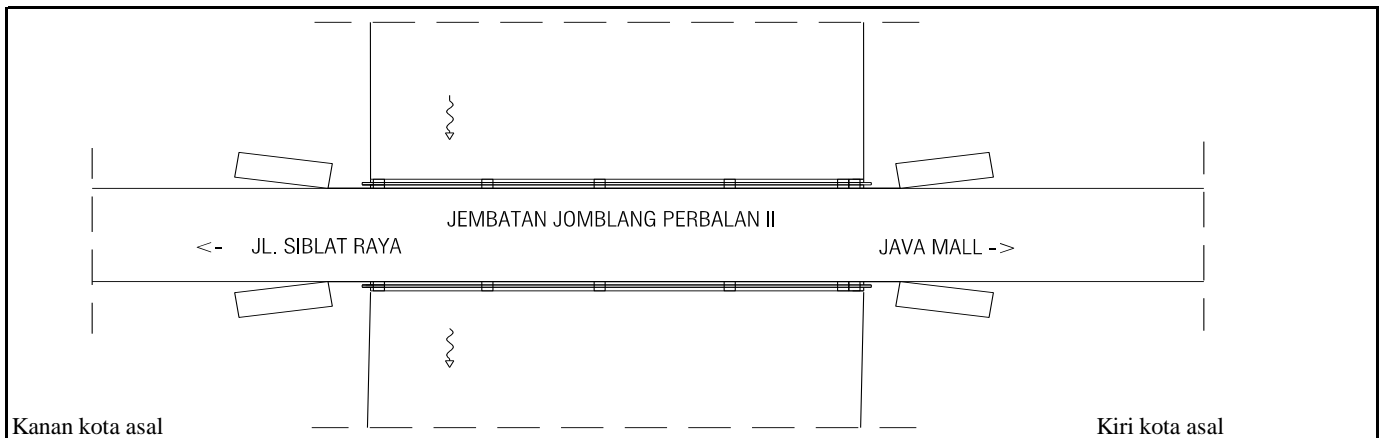 JEMBATAN JOMBLANG PERBALAN II
<- JL. SIBLAT RAYA JAVA MALL ->
Kanan kota asal Kiri kota asal